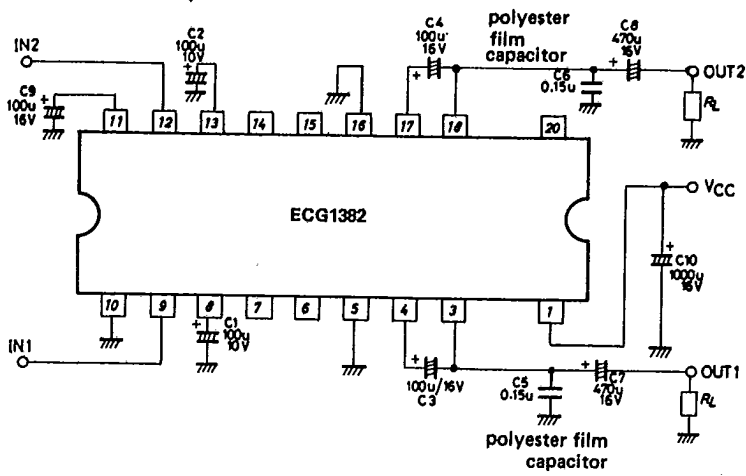 IN2
C2
100u
10V
C9
100u
16V
C4
100u
16V
polyester
film
capacitor
C8
470u
16V
C6
0.15u
OUT2
RL
11
12
13
14
15
16
17
18
20
ECG1382
VCC
C10
1000u
16V
10
9
8
7
6
5
4
3
1
IN1
C1
100u
10V
100u/16V
C3
C5
0.15u
C7
470u
16V
OUT1
RL
polyester film
capacitor